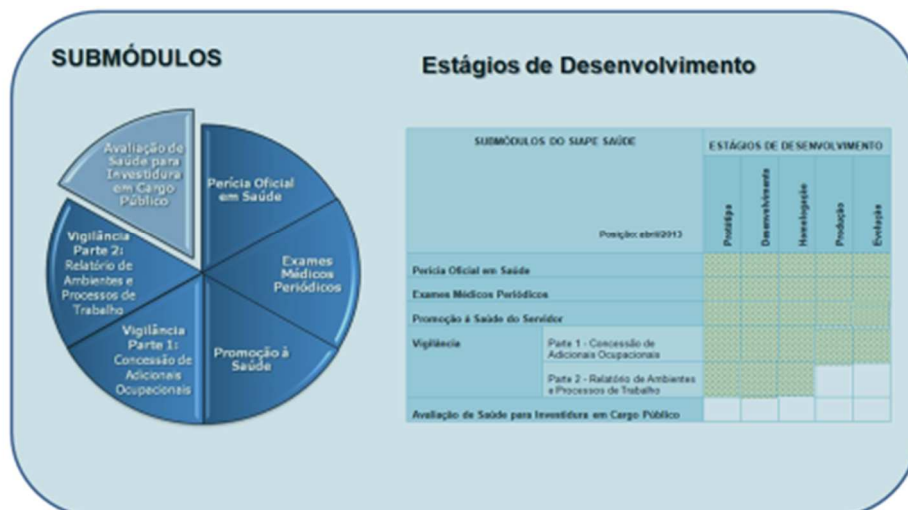 SUBMÓDULOS
Avaliação de
Saúde para
Investidura
em Cargo
Público
Perícia Oficial
em Saúde
Exames
Médicos
Periódicos
Promoção à
Saúde
Vigilância
Parte 1:
Concessão de
Adicionais
Ocupacionais
Vigilância
Parte 2:
Relatório de
Ambientes e
Processos de
Trabalho
Estágios de Desenvolvimento
SUBMÓDULOS DO SIAPE SAÚDE
Posição: abril/2013
ESTÁGIOS DE DESENVOLVIMENTO
Protótipo
Desenvolvimento
Homologação
Produção
Evolução
Perícia Oficial em Saúde
Exames Médicos Periódicos
Promoção á Saúde do Servidor
Vigilância
Parte 1 - Concessão de
Adicionais Ocupacionais
Parte 2 - Relatório de Ambientes
e Processos de Trabalho
Avaliação de Saúde para Investidura em Cargo Público